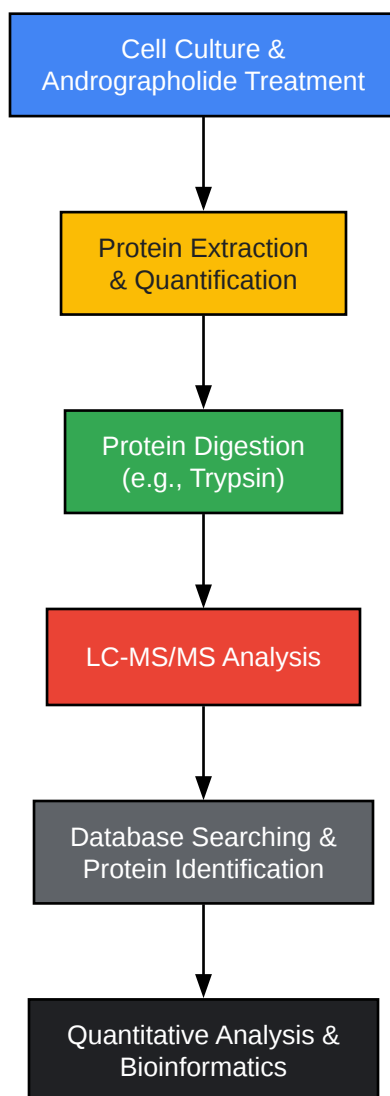 Cell Culture &
Andrographolide Treatment
Protein Extraction
& Quantification
Protein Digestion
(e.g., Trypsin)
LC-MS/MS Analysis
Database Searching &
Protein Identification
Quantitative Analysis &
Bioinformatics